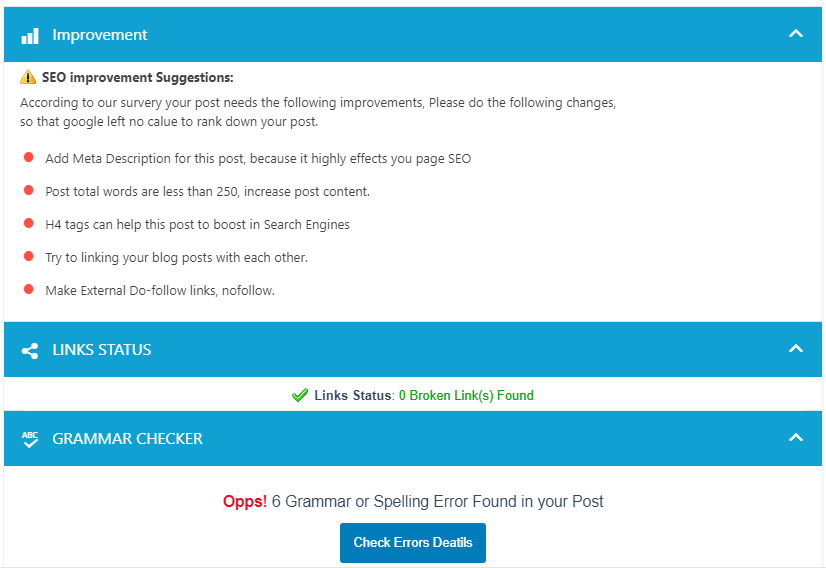 Improvement
SEO improvement Suggestions:
According to our survery your post needs the following improvements, Please do the following changes,
so that google left no calue to rank down your post.
Add Meta Description for this post, because it highly effects you page SEO
Post total words are less than 250, increase post content.
H4 tags can help this post to boost in Search Engines
Try to linking your blog posts with each other.
Make External Do-follow links, nofollow.
LINKS STATUS
Links Status: 0 Broken Link(s) Found
ABC
GRAMMAR CHECKER
Opps! 6 Grammar or Spelling Error Found in your Post
Check Errors Deatils